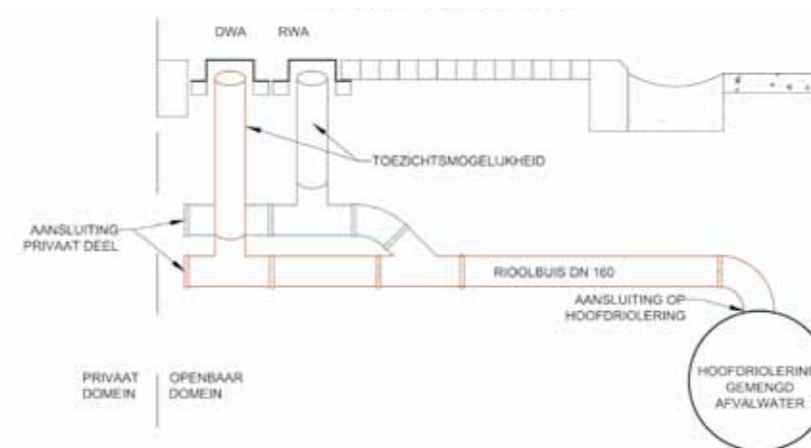 DWA RWA
TOEZICHTSMOGELIJKHEID
AANSLUITING
PRIVAAT DEEL
RIOOLBUIS DN 160
AANSLUITING OP
HOOFDRIOLERING
HOOFDRIOLERING
GEMENGD
AFVALWATER
PRIVAAT
DOMEIN
OPENBAAR
DOMEIN